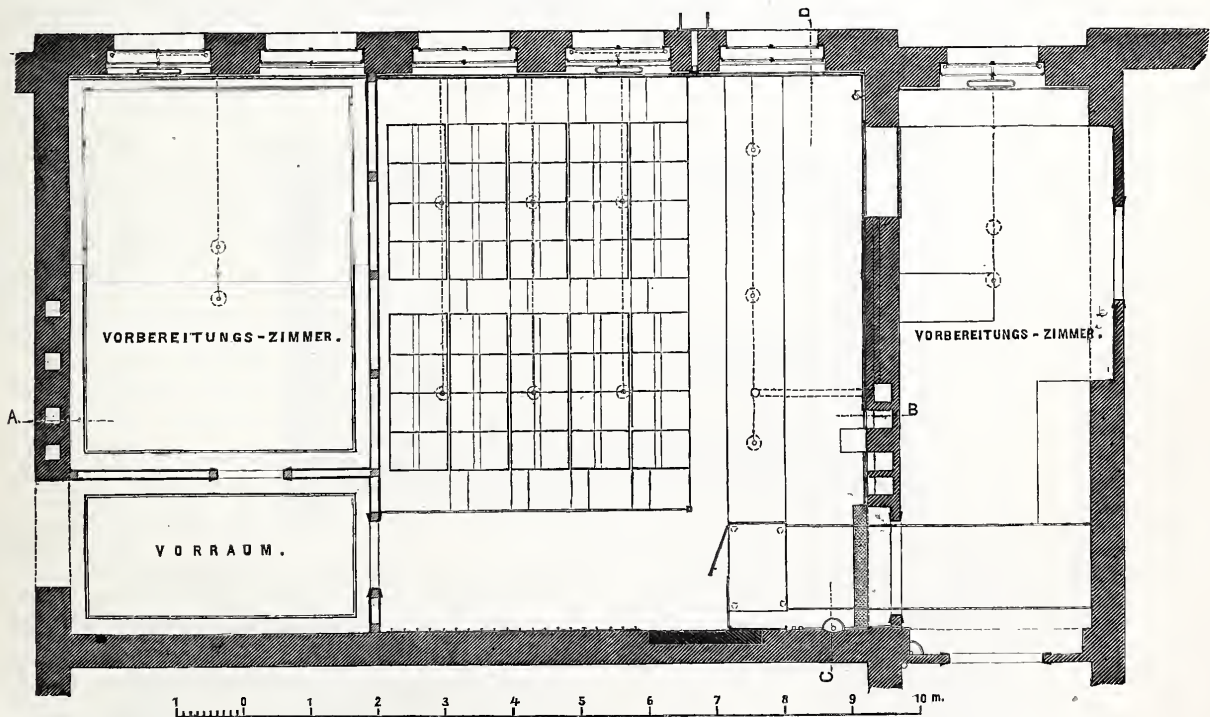 D
VORBEREITUNGS-ZIMMER.
VORBEREITUNGS-ZIMMER.
A
B
VORRAUM.
C
1 0 1 2 3 4 5 6 7 8 9 10 m.